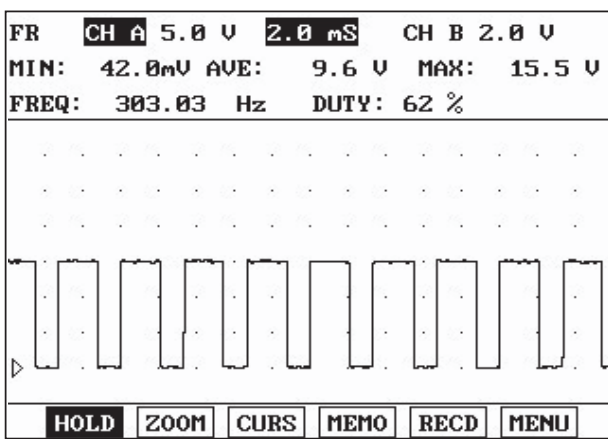 FR CH A 5.0 V 2.0 mS CH B 2.0 V
MIN: 42.0mV AVE: 9.6 V MAX: 15.5 V
FREQ: 303.03 Hz DUTY: 62 %
HOLD ZOOM CURS MEMO RECD MENU